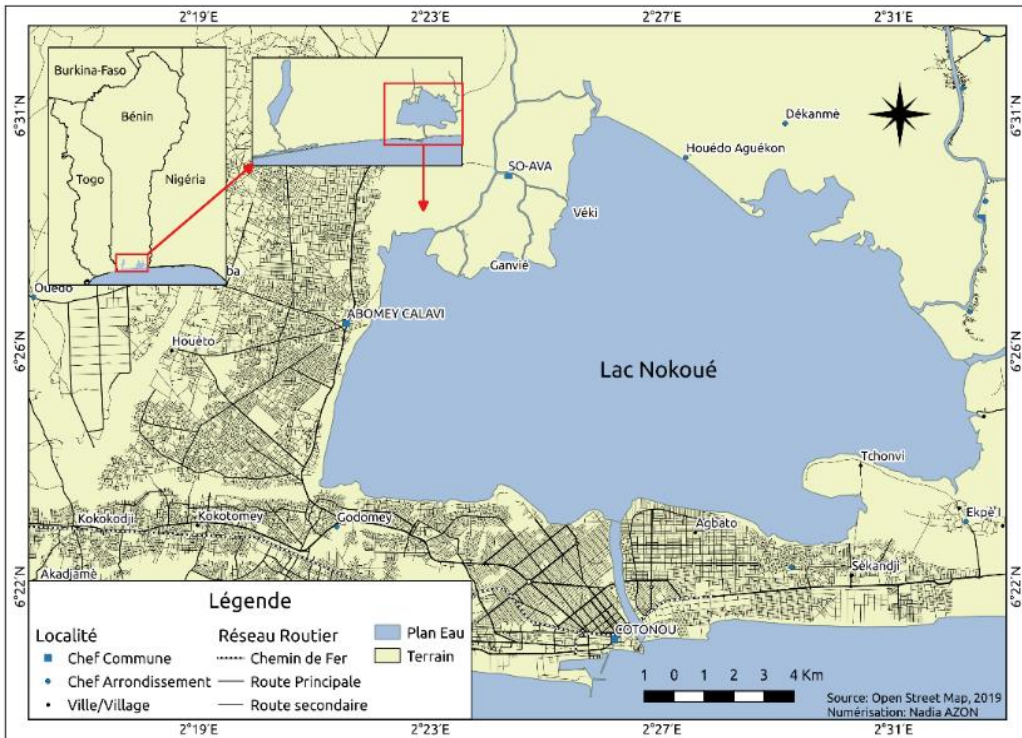 2°19′E
2°23′E
2°27′E
2°31′E
Burkina-Faso
Bénin
Togo
Nigéria
6°31′N
6°31′N
Dékanmè
Houédo Aguékon
SO-AVA
Vêki
Ganvié
ba
Ouèdo
ABOMEY CALAVI
Houèto
6°26′N
6°26′N
Lac Nokoué
Tchonvi
Ekpè I
Kokokodji
Kokotomey
Godomey
Agbato
Akadjamè
Sékandji
6°22′N
6°22′N
COTONOU
Légende
Localité
Chef Commune
Chef Arrondissement
Ville/Village
Réseau Routier
Chemin de Fer
Route Principale
Route secondaire
Plan Eau
Terrain
1 0 1 2 3 4 Km
Source: Open Street Map, 2019
Numérisation: Nadia AZON
2°19′E
2°23′E
2°27′E
2°31′E